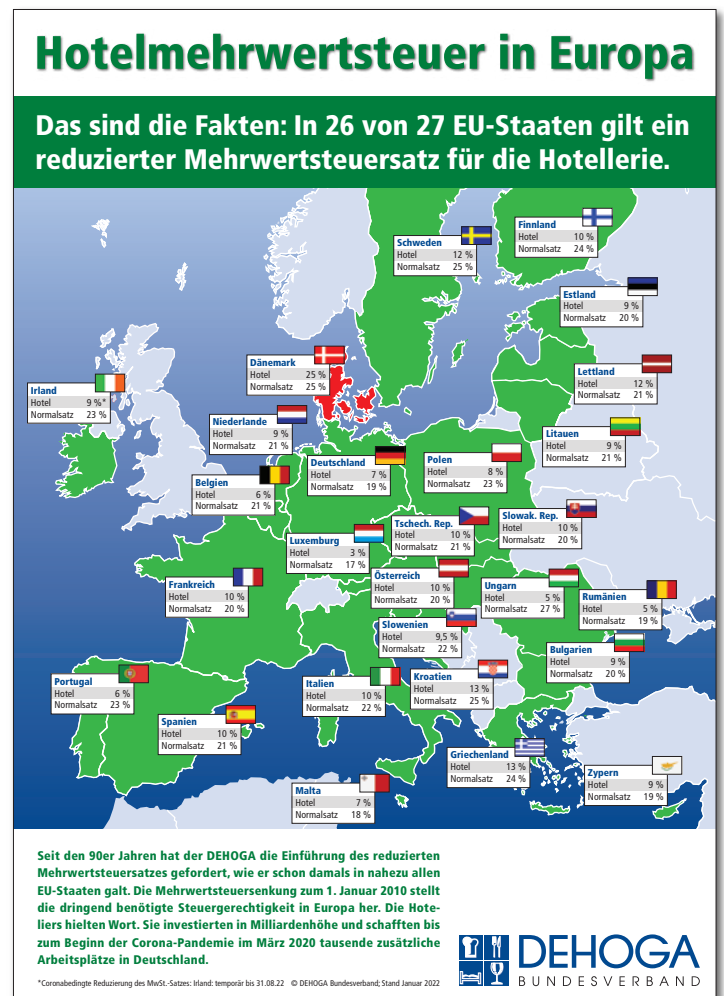 Hotelmehrwertsteuer in Europa
Das sind die Fakten: In 26 von 27 EU-Staaten gilt ein
reduzierter Mehrwertsteuersatz für die Hotellerie.
Finnland
Hotel 10 %
Normalsatz 24 %
Schweden
Hotel 12 %
Normalsatz 25 %
Estland
Hotel 9 %
Normalsatz 20 %
Dänemark
Hotel 25 %
Normalsatz 25 %
Lettland
Hotel 12 %
Normalsatz 21 %
Irland
Hotel 9 %*
Normalsatz 23 %
Niederlande
Hotel 9 %
Normalsatz 21 %
Litauen
Hotel 9 %
Normalsatz 21 %
Deutschland
Hotel 7 %
Normalsatz 19 %
Polen
Hotel 8 %
Normalsatz 23 %
Belgien
Hotel 6 %
Normalsatz 21 %
Tschech. Rep.
Hotel 10 %
Normalsatz 21 %
Slowak. Rep.
Hotel 10 %
Normalsatz 20 %
Luxemburg
Hotel 3 %
Normalsatz 17 %
Frankreich
Hotel 10 %
Normalsatz 20 %
Österreich
Hotel 10 %
Normalsatz 20 %
Ungarn
Hotel 5 %
Normalsatz 27 %
Rumänien
Hotel 5 %
Normalsatz 19 %
Slowenien
Hotel 9,5 %
Normalsatz 22 %
Bulgarien
Hotel 9 %
Normalsatz 20 %
Portugal
Hotel 6 %
Normalsatz 23 %
Italien
Hotel 10 %
Normalsatz 22 %
Kroatien
Hotel 13 %
Normalsatz 25 %
Spanien
Hotel 10 %
Normalsatz 21 %
Griechenland
Hotel 13 %
Normalsatz 24 %
Zypern
Hotel 9 %
Normalsatz 19 %
Malta
Hotel 7 %
Normalsatz 18 %
Seit den 90er Jahren hat der DEHOGA die Einführung des reduzierten
Mehrwertsteuersatzes gefordert, wie er schon damals in nahezu allen
EU-Staaten galt. Die Mehrwertsteuersenkung zum 1. Januar 2010 stellt
die dringend benötigte Steuergerechtigkeit in Europa her. Die Hote-
liers hielten Wort. Sie investierten in Milliardenhöhe und schafften bis
zum Beginn der Corona-Pandemie im März 2020 tausende zusätzliche
Arbeitsplätze in Deutschland.
*Coronabedingte Reduzierung des MwSt.-Satzes: Irland: temporär bis 31.08.22 © DEHOGA Bundesverband; Stand Januar 2022
DEHOGA
BUNDESVERBAND